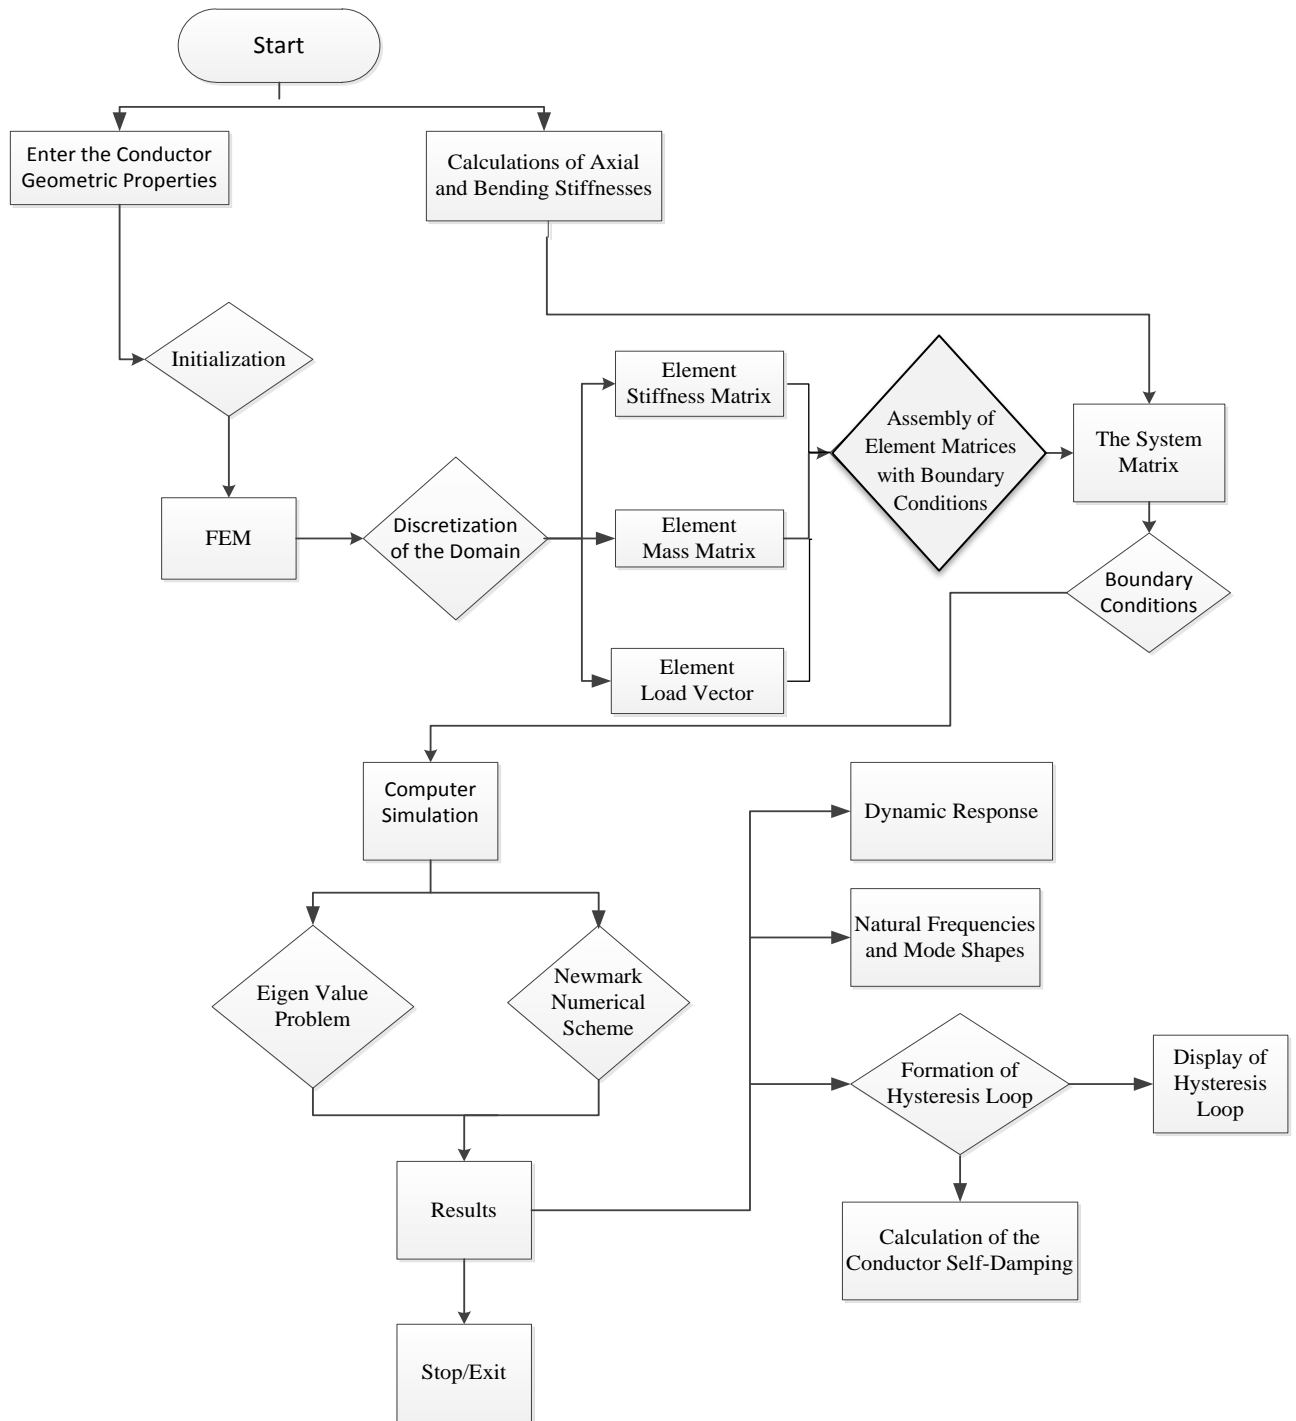 Start
Enter the Conductor
Geometric Properties
Calculations of Axial
and Bending Stiffnesses
Initialization
FEM
Discretization
of the Domain
Element
Stiffness Matrix
Element
Mass Matrix
Element
Load Vector
Assembly of
Element Matrices
with Boundary
Conditions
The System
Matrix
Boundary
Conditions
Computer
Simulation
Eigen Value
Problem
Newmark
Numerical
Scheme
Results
Stop/Exit
Dynamic Response
Natural Frequencies
and Mode Shapes
Formation of
Hysteresis Loop
Display of
Hysteresis
Loop
Calculation of the
Conductor Self-Damping